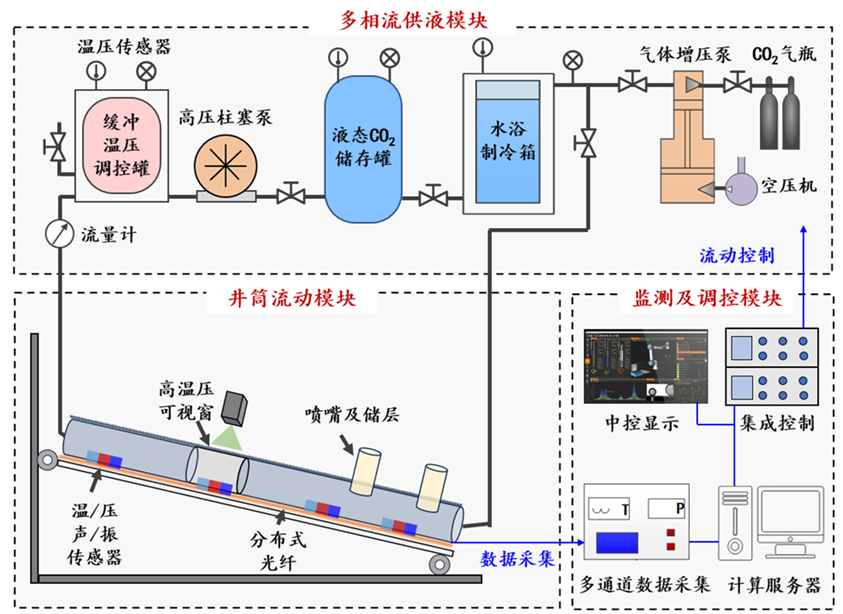 多相流供液模块
温压传感器
气体增压泵
CO2气瓶
缓冲
温压
调控罐
高压柱塞泵
液态CO2
储存罐
水浴
制冷箱
空压机
流量计
流动控制
井筒流动模块
监测及调控模块
高温压
可视窗
喷嘴及储层
中控显示
集成控制
温/压
声/振
传感器
分布式
光纤
数据采集
T
P
多通道数据采集
计算服务器